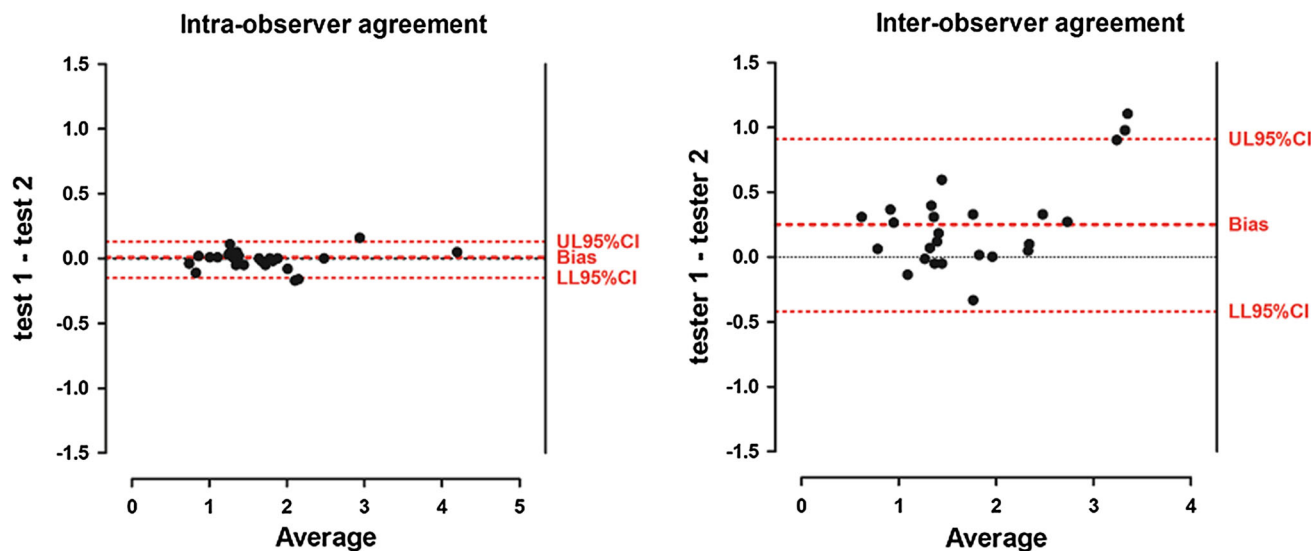 Intra-observer agreement
test 1 - test 2
1.5
1.0
0.5
0.0
-0.5
-1.0
-1.5
UL95%CI
Bias
LL95%CI
0 1 2 3 4 5
Average
Inter-observer agreement
tester 1 - tester 2
1.5
1.0
0.5
0.0
-0.5
-1.0
-1.5
UL95%CI
Bias
LL95%CI
0 1 2 3 4
Average